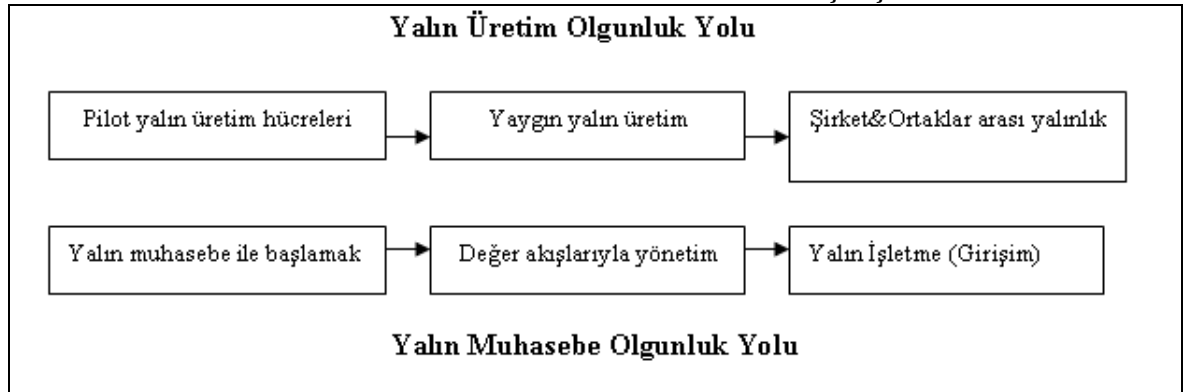 Yalın Üretim Olgunluk Yolu
Pilot yalın üretim hücreleri
Yaygın yalın üretim
Şirket&Ortaklar arası yalınlık
Yalın muhasebe ile başlamak
Değer akışlarıyla yönetim
Yalın İşletme (Girişim)
Yalın Muhasebe Olgunluk Yolu